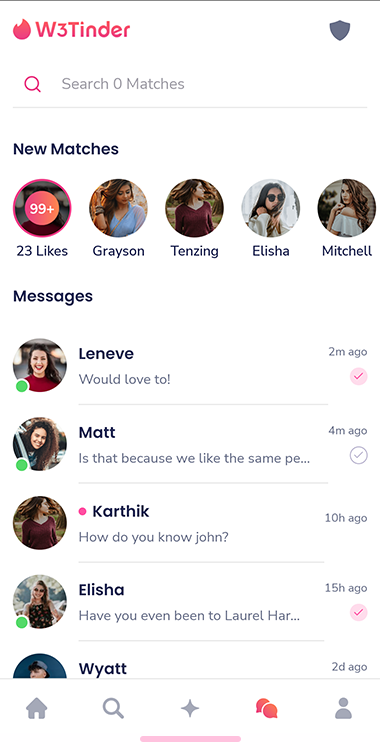 W3Tinder
Search 0 Matches
New Matches
99+
23 Likes
Grayson
Tenzing
Elisha
Mitchell
Messages
Leneve
2m ago
Would love to!
Matt
4m ago
Is that because we like the same pe...
Karthik
10h ago
How do you know john?
Elisha
15h ago
Have you even been to Laurel Har...
Wyatt
2d ago